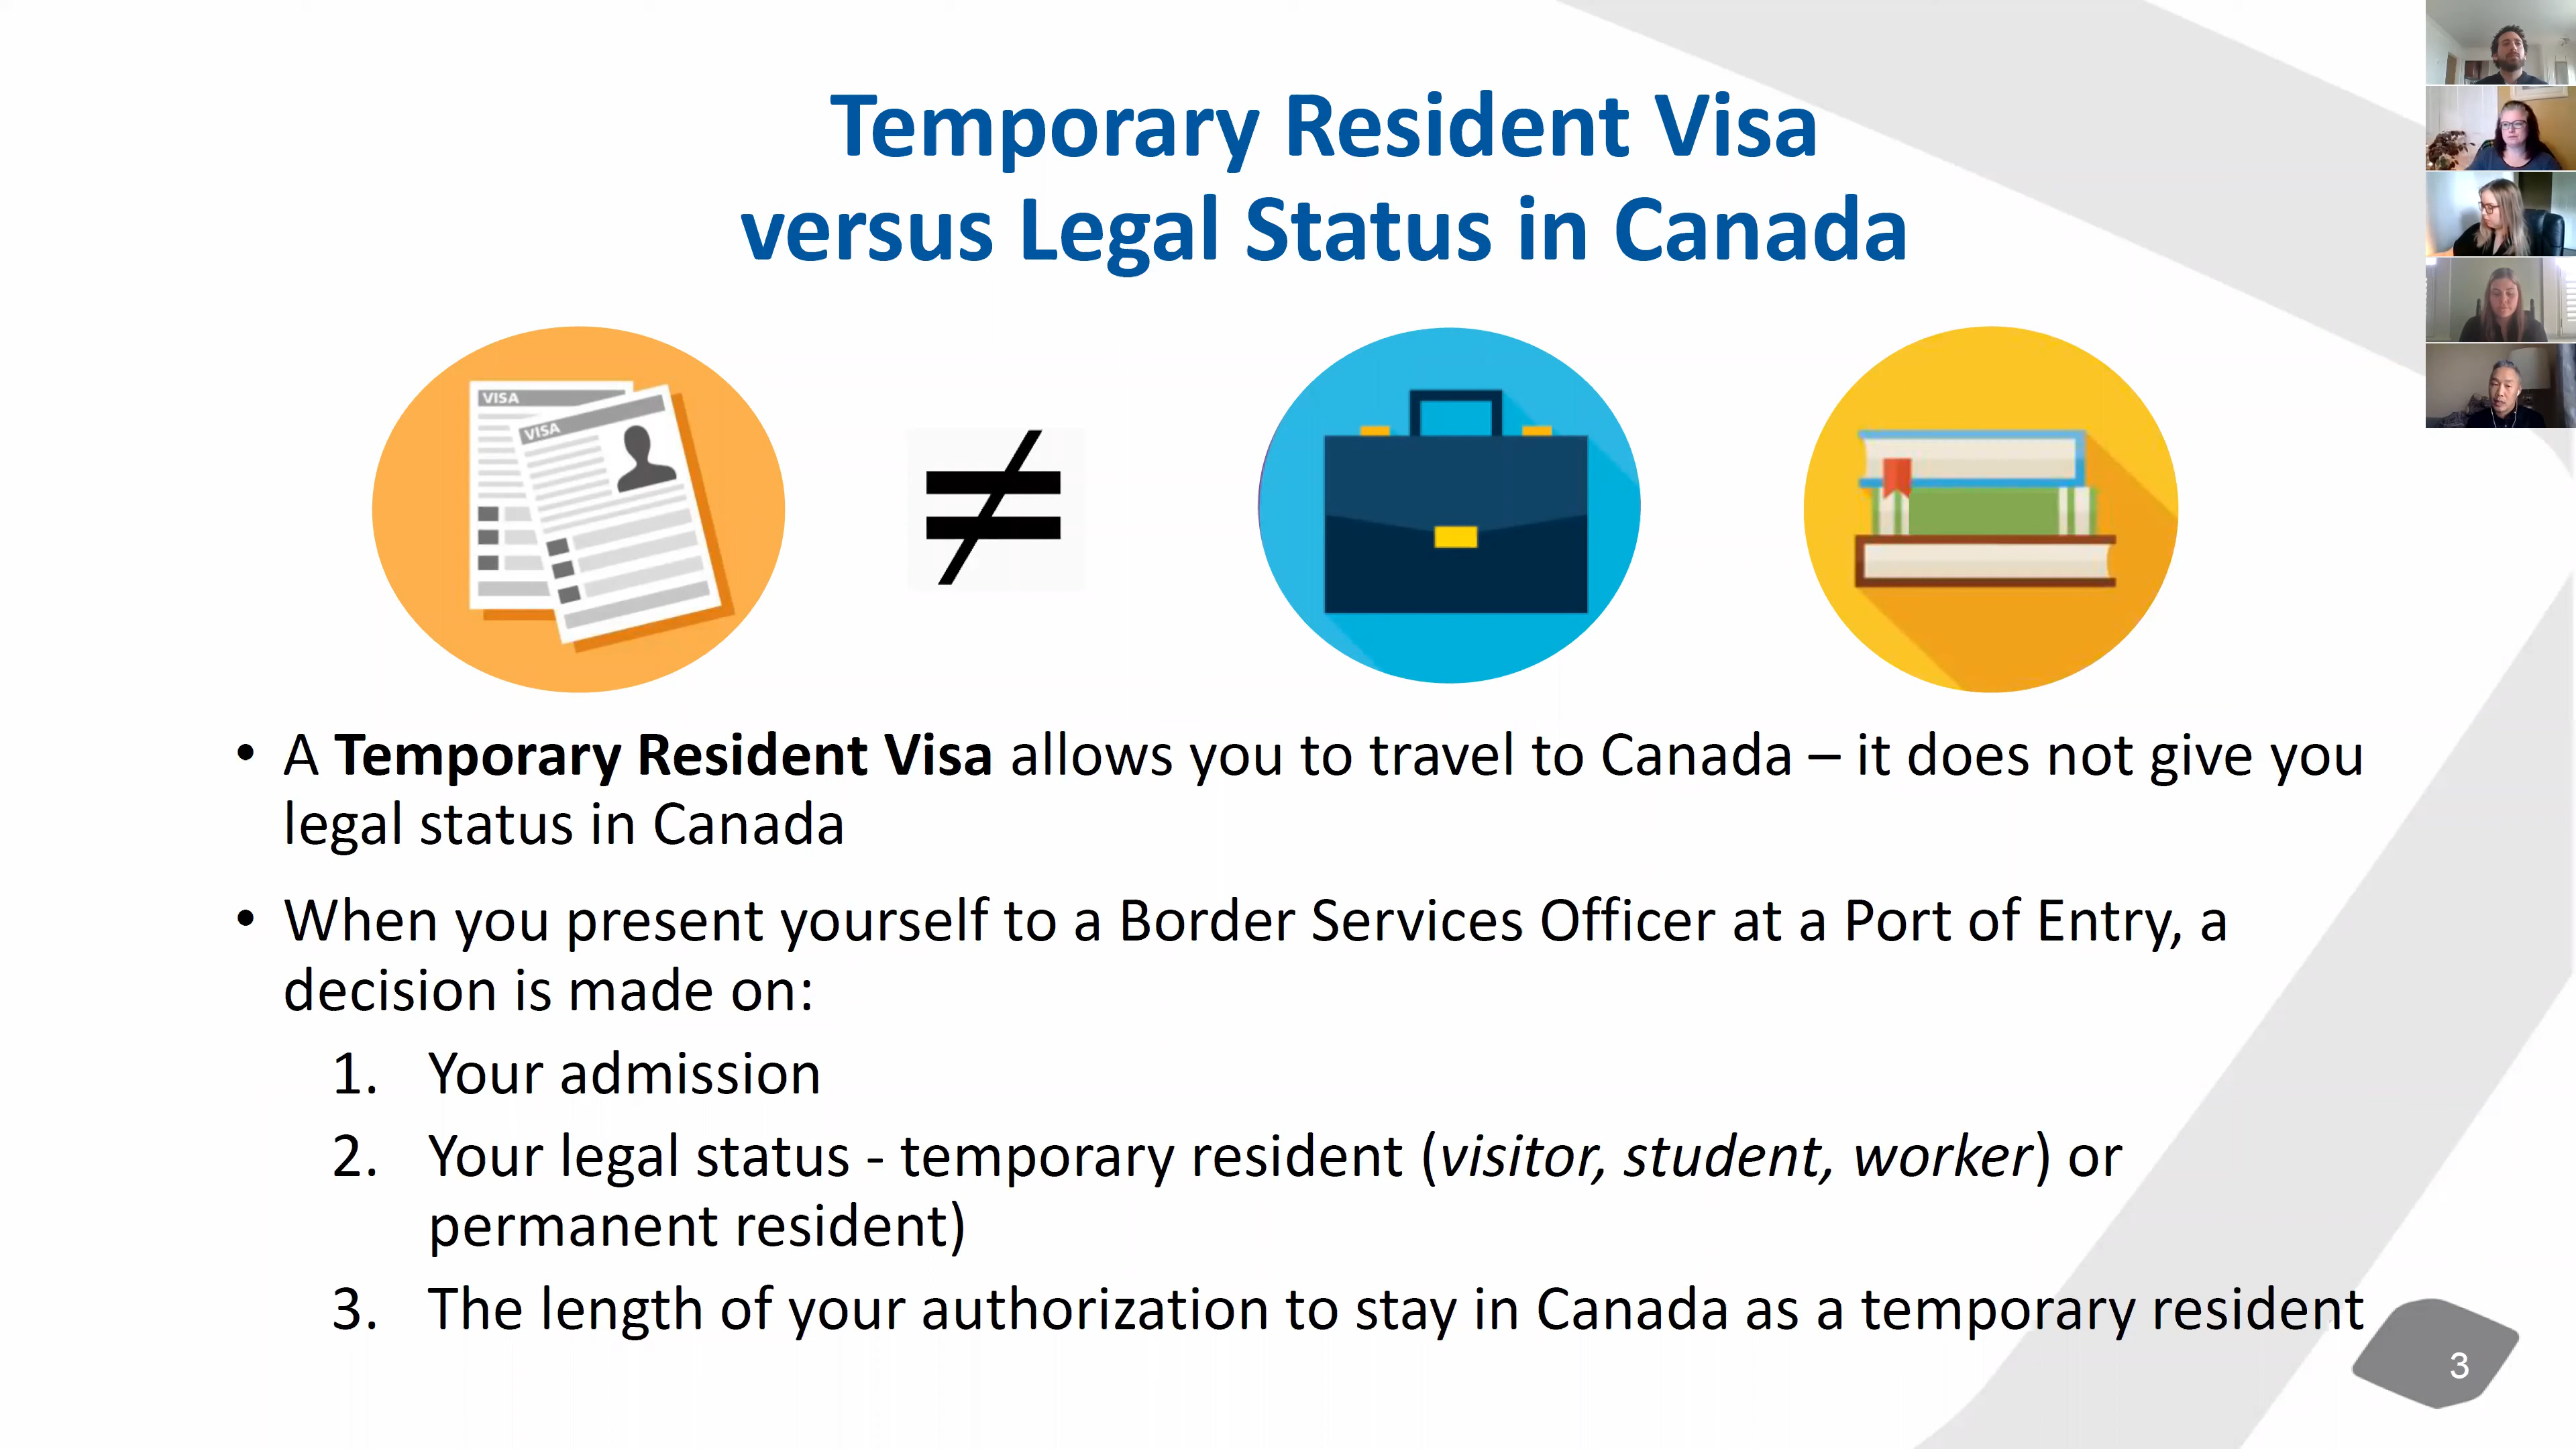 Temporary Resident Visa
versus Legal Status in Canada
VISA
VISA
≠
• A Temporary Resident Visa allows you to travel to Canada – it does not give you
legal status in Canada
• When you present yourself to a Border Services Officer at a Port of Entry, a
decision is made on:
1. Your admission
2. Your legal status - temporary resident (visitor, student, worker) or
permanent resident)
3. The length of your authorization to stay in Canada as a temporary resident
3